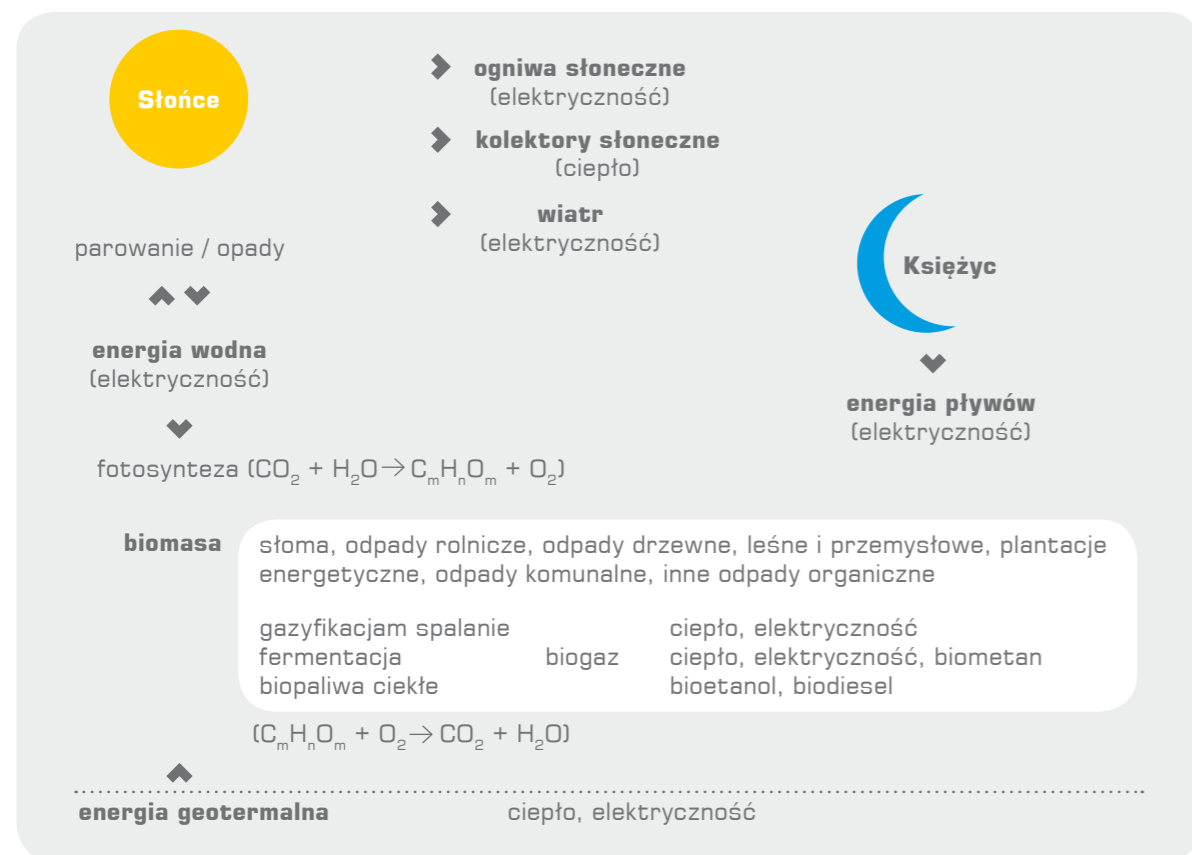 Słońce
ogniwa słoneczne
(elektryczność)
kolektory słoneczne
(ciepło)
wiatr
(elektryczność)
parowanie / opady
Księżyc
energia wodna
(elektryczność)
energia pływów
(elektryczność)
fotosynteza (CO₂ + H₂O → CₘHₙOₘ + O₂)
biomasa
słoma, odpady rolnicze, odpady drzewne, leśne i przemysłowe, plantacje
energetyczne, odpady komunalne, inne odpady organiczne
gazyfikacjam spalanie ciepło, elektryczność
fermentacja biogaz ciepło, elektryczność, biometan
biopaliwa ciekłe bioetanol, biodiesel
(CₘHₙOₘ + O₂ → CO₂ + H₂O)
energia geotermalna ciepło, elektryczność